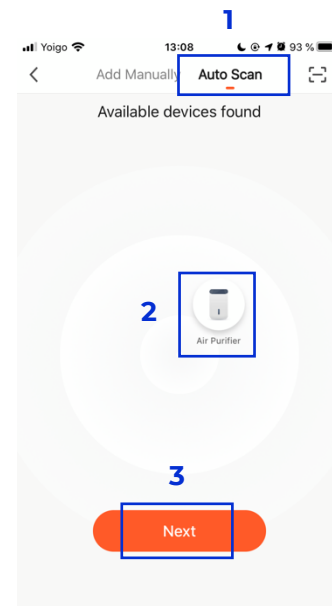 1
Yoigo 13:08 93 %
Add Manually Auto Scan
Available devices found
2
Air Purifier
3
Next